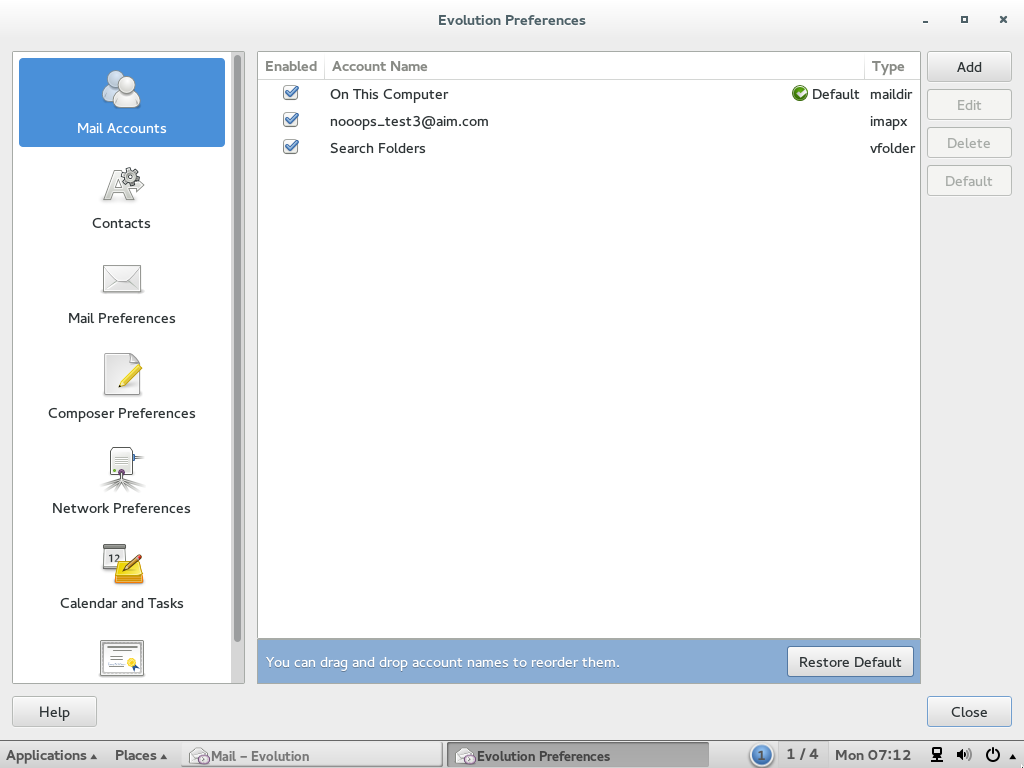 Evolution Preferences
Mail Accounts
Contacts
Mail Preferences
Composer Preferences
Network Preferences
12
Calendar and Tasks
Enabled Account Name Type
On This Computer Default maildir
nooops_test3@aim.com imapx
Search Folders vfolder
Add
Edit
Delete
Default
You can drag and drop account names to reorder them. Restore Default
Help Close
Applications Places Mail – Evolution Evolution Preferences 1 1 / 4 Mon 07:12